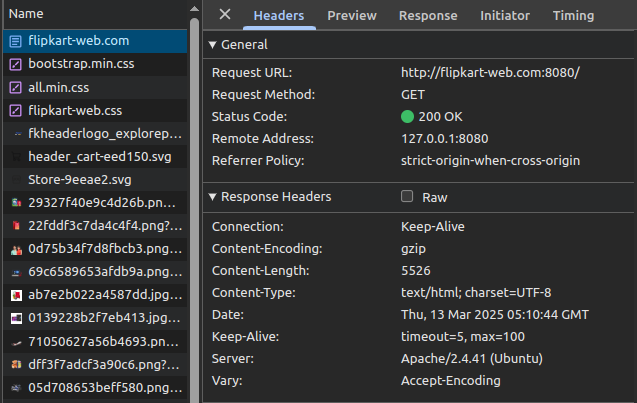 Name
flipkart-web.com
bootstrap.min.css
all.min.css
flipkart-web.css
fkheaderlogo_explorep...
header_cart-eed150.svg
Store-9eeae2.svg
29327f40e9c4d26b.pn...
22fddf3c7da4c4f4.png?...
0d75b34f7d8fbcb3.png...
69c6589653afdb9a.png...
ab7e2b022a4587dd.jpg...
0139228b2f7eb413.jpg...
71050627a56b4693.pn...
dff3f7adcf3a90c6.png?...
05d708653beff580.png...
Headers Preview Response Initiator Timing
General
Request URL: http://flipkart-web.com:8080/
Request Method: GET
Status Code: 200 OK
Remote Address: 127.0.0.1:8080
Referrer Policy: strict-origin-when-cross-origin
Response Headers Raw
Connection: Keep-Alive
Content-Encoding: gzip
Content-Length: 5526
Content-Type: text/html; charset=UTF-8
Date: Thu, 13 Mar 2025 05:10:44 GMT
Keep-Alive: timeout=5, max=100
Server: Apache/2.4.41 (Ubuntu)
Vary: Accept-Encoding